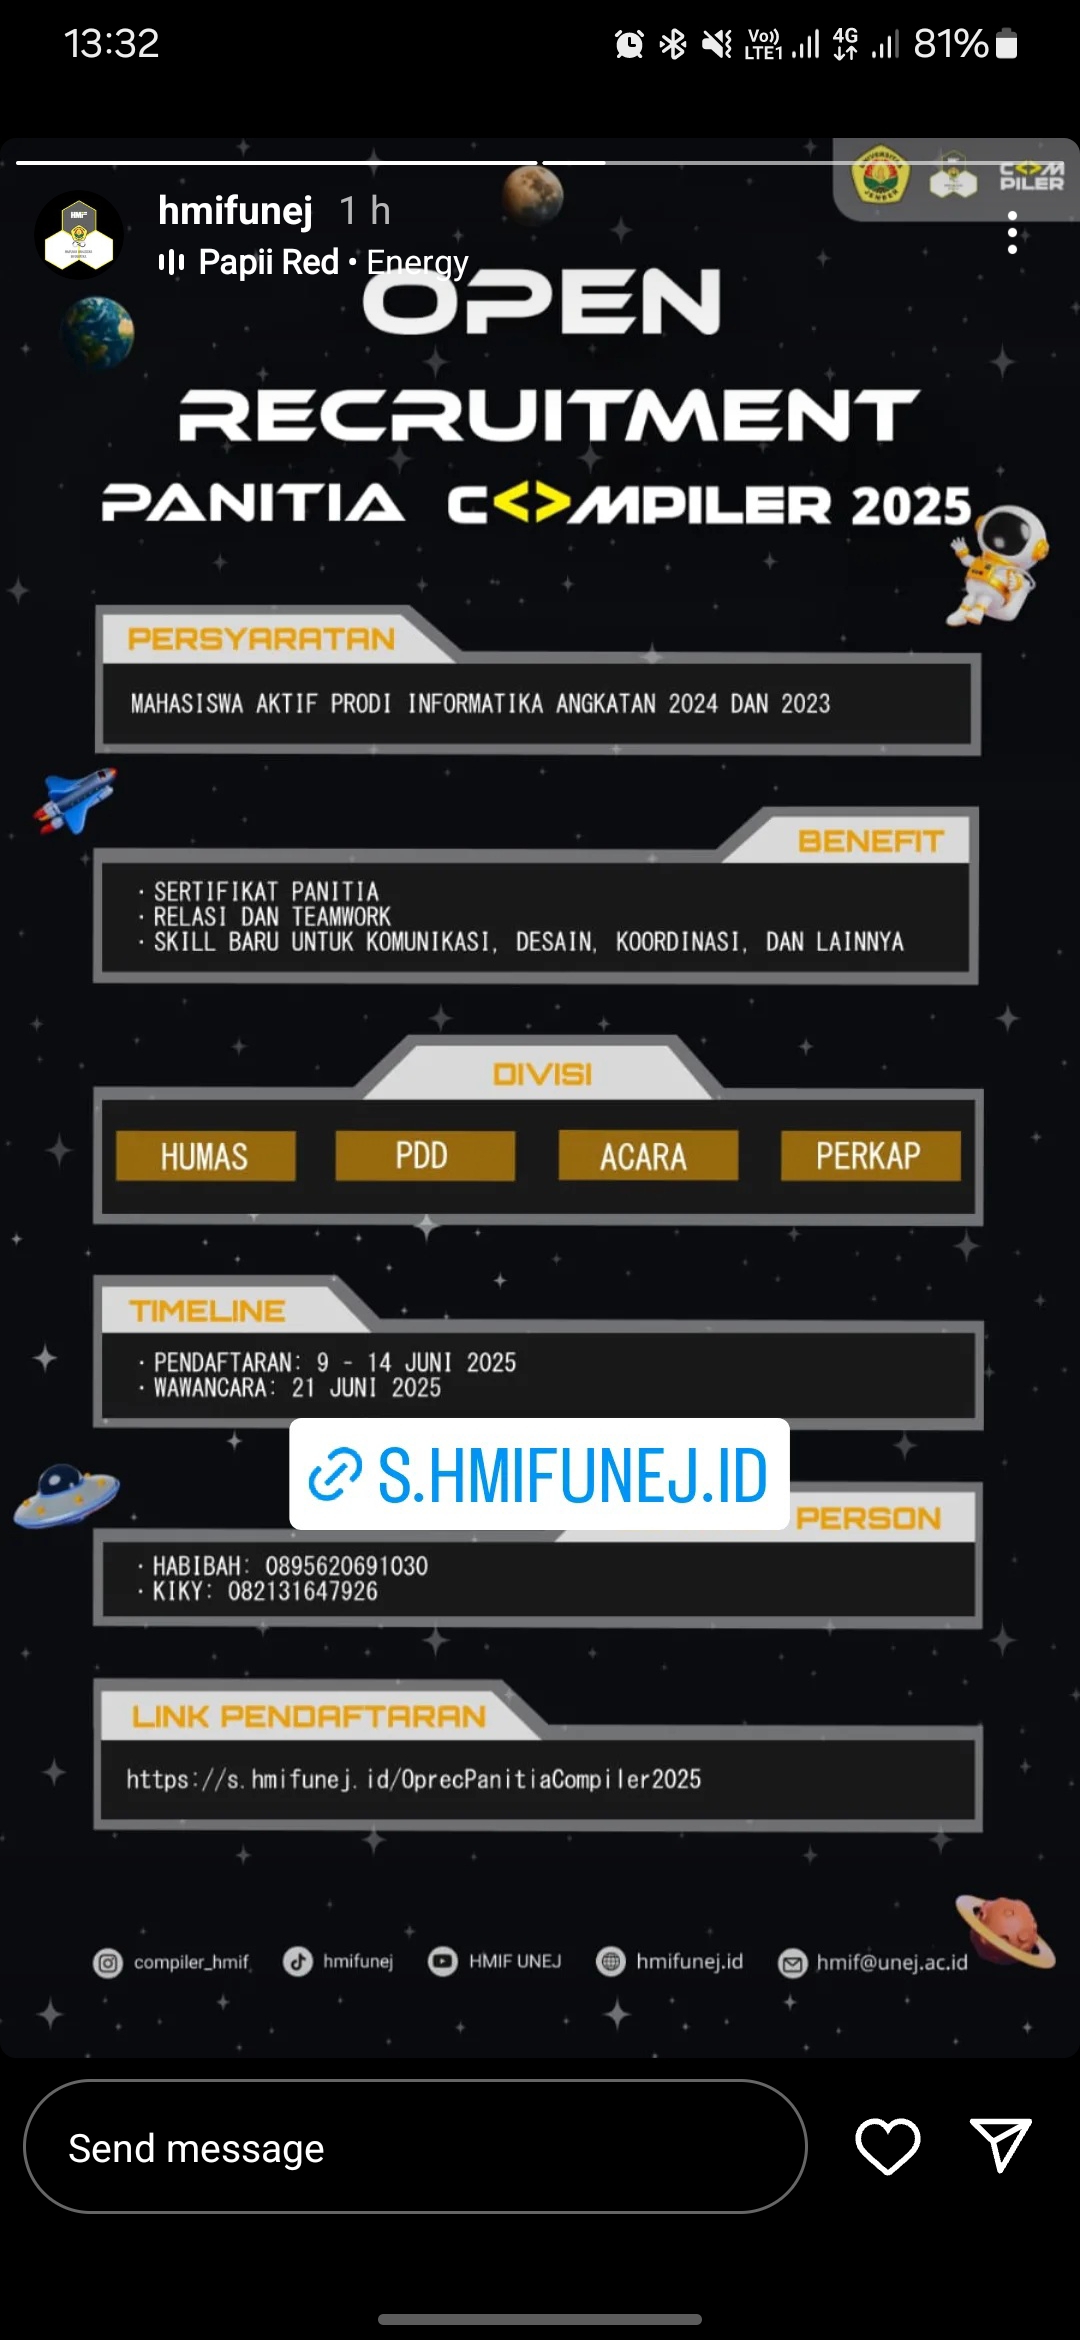 13:32
Vo))
LTE1
4G
81%
C<>M
PILER
hmifunej 1 h
Papii Red • Energy
OPEN
RECRUITMENT
PANITIA C<>MPILER 2025
PERSYARATAN
MAHASISWA AKTIF PRODI INFORMATIKA ANGKATAN 2024 DAN 2023
BENEFIT
· SERTIFIKAT PANITIA
· RELASI DAN TEAMWORK
· SKILL BARU UNTUK KOMUNIKASI, DESAIN, KOORDINASI, DAN LAINNYA
DIVISI
HUMAS PDD ACARA PERKAP
TIMELINE
· PENDAFTARAN: 9 - 14 JUNI 2025
· WAWANCARA: 21 JUNI 2025
S.HMIFUNEJ.ID
PERSON
· HABIBAH: 0895620691030
· KIKY: 082131647926
LINK PENDAFTARAN
https://s.hmifunej.id/OprecPanitiaCompiler2025
compiler_hmif hmifunej HMIF UNEJ hmifunej.id hmif@unej.ac.id
Send message